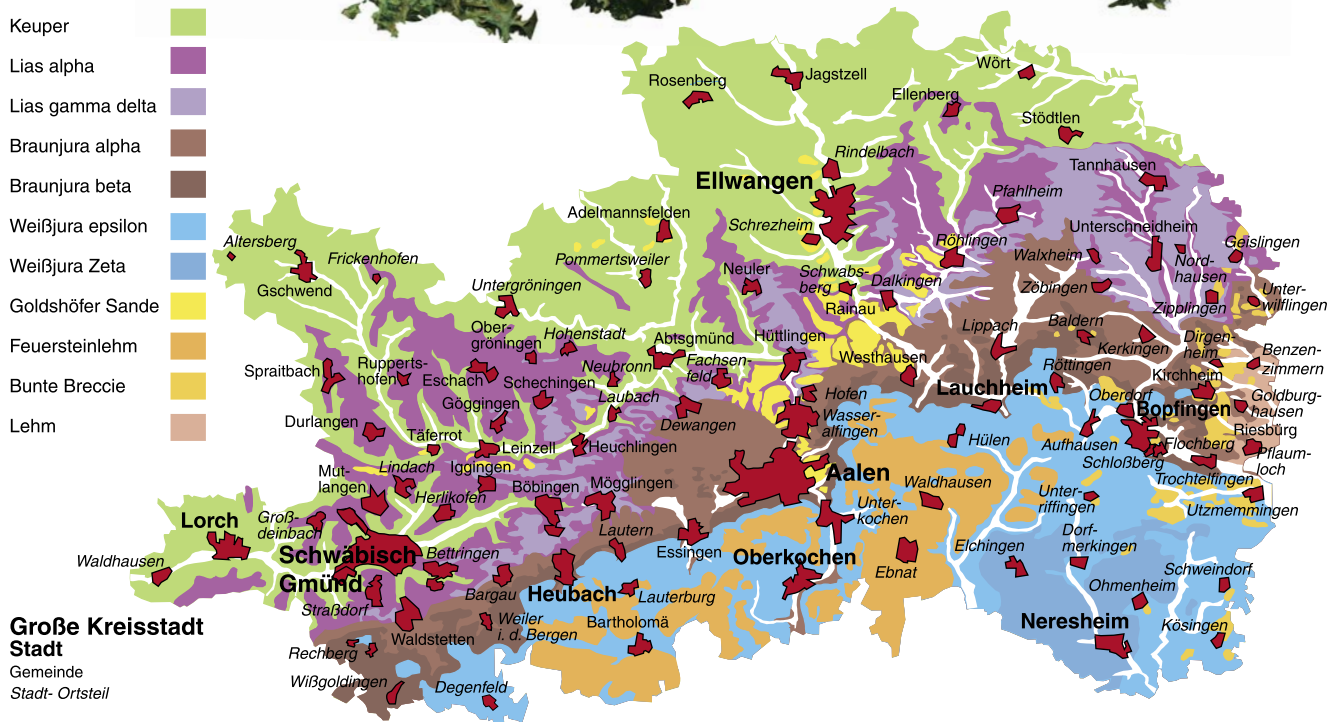 Keuper
Lias alpha
Lias gamma delta
Braunjura alpha
Braunjura beta
Weißjura epsilon
Weißjura Zeta
Goldshöfer Sande
Feuersteinlehm
Bunte Breccie
Lehm
Große Kreisstadt
Stadt
Gemeinde
Stadt- Ortsteil
Rosenberg
Jagstzell
Wört
Ellenberg
Stödtlen
Rindelbach
Ellwangen
Tannhausen
Pfahlheim
Adelmannsfelden
Schrezheim
Unterschneidheim
Altersberg
Frickenhofen
Pommertsweiler
Röhlingen
Walxheim
Geislingen
Nord-
hausen
Gschwend
Untergröningen
Neuler
Schwabs-
berg
Dalkingen
Zöbingen
Unter-
wilflingen
Zipplingen
Rainau
Ober-
gröningen
Hohenstadt
Abtsgmünd
Hüttlingen
Lippach
Baldern
Kerkingen
Dirgen-
heim
Benzen-
zimmern
Spraitbach
Rupperts-
hofen
Eschach
Schechingen
Neubronn
Fachsen-
feld
Westhausen
Röttingen
Kirchheim
Lauchheim
Göggingen
Laubach
Hofen
Oberdorf
Bopfingen
Goldburg-
hausen
Durlangen
Dewangen
Wasser-
alfingen
Riesbürg
Täferrot
Leinzell
Heuchlingen
Hülen
Aufhausen
Flochberg
Schloßberg
Pflaum-
loch
Mut-
langen
Lindach
Iggingen
Aalen
Trochtelfingen
Herlikofen
Böbingen
Mögglingen
Waldhausen
Unter-
riffingen
Utzmemmingen
Lorch
Groß-
deinbach
Unter-
kochen
Lautern
Dorf-
merkingen
Schwäbisch
Gmünd
Bettringen
Essingen
Oberkochen
Elchingen
Waldhausen
Ebnat
Schweindorf
Ohmenheim
Straßdorf
Bargau
Heubach
Lauterburg
Waldstetten
Weiler
i. d. Bergen
Bartholomä
Neresheim
Kösingen
Rechberg
Wißgoldingen
Degenfeld